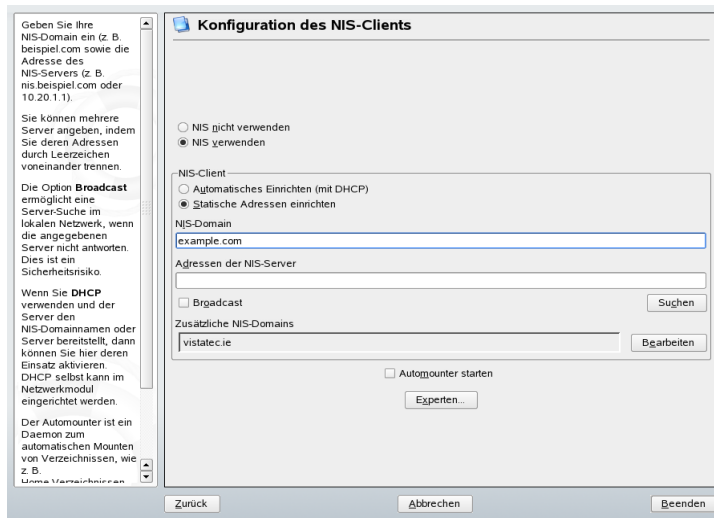 Geben Sie Ihre
NIS-Domain ein (z. B.
beispiel.com sowie die
Adresse des
NIS-Servers (z. B.
nis.beispiel.com oder
10.20.1.1).
Sie können mehrere
Server angeben, indem
Sie deren Adressen
durch Leerzeichen
voneinander trennen.
Die Option Broadcast
ermöglicht eine
Server-Suche im
lokalen Netzwerk, wenn
die angegebenen
Server nicht antworten.
Dies ist ein
Sicherheitsrisiko.
Wenn Sie DHCP
verwenden und der
Server den
NIS-Domainnamen oder
Server bereitstellt, dann
können Sie hier deren
Einsatz aktivieren.
DHCP selbst kann im
Netzwerkmodul
eingerichtet werden.
Der Automounter ist ein
Daemon zum
automatischen Mounten
von Verzeichnissen, wie
z. B.
Home-Verzeichnissen
Konfiguration des NIS-Clients
NIS nicht verwenden
NIS verwenden
NIS-Client
Automatisches Einrichten (mit DHCP)
Statische Adressen einrichten
NIS-Domain
example.com
Adressen der NIS-Server
Broadcast
Suchen
Zusätzliche NIS-Domains
vistatec.ie
Bearbeiten
Automounter starten
Experten...
Zurück
Abbrechen
Beenden